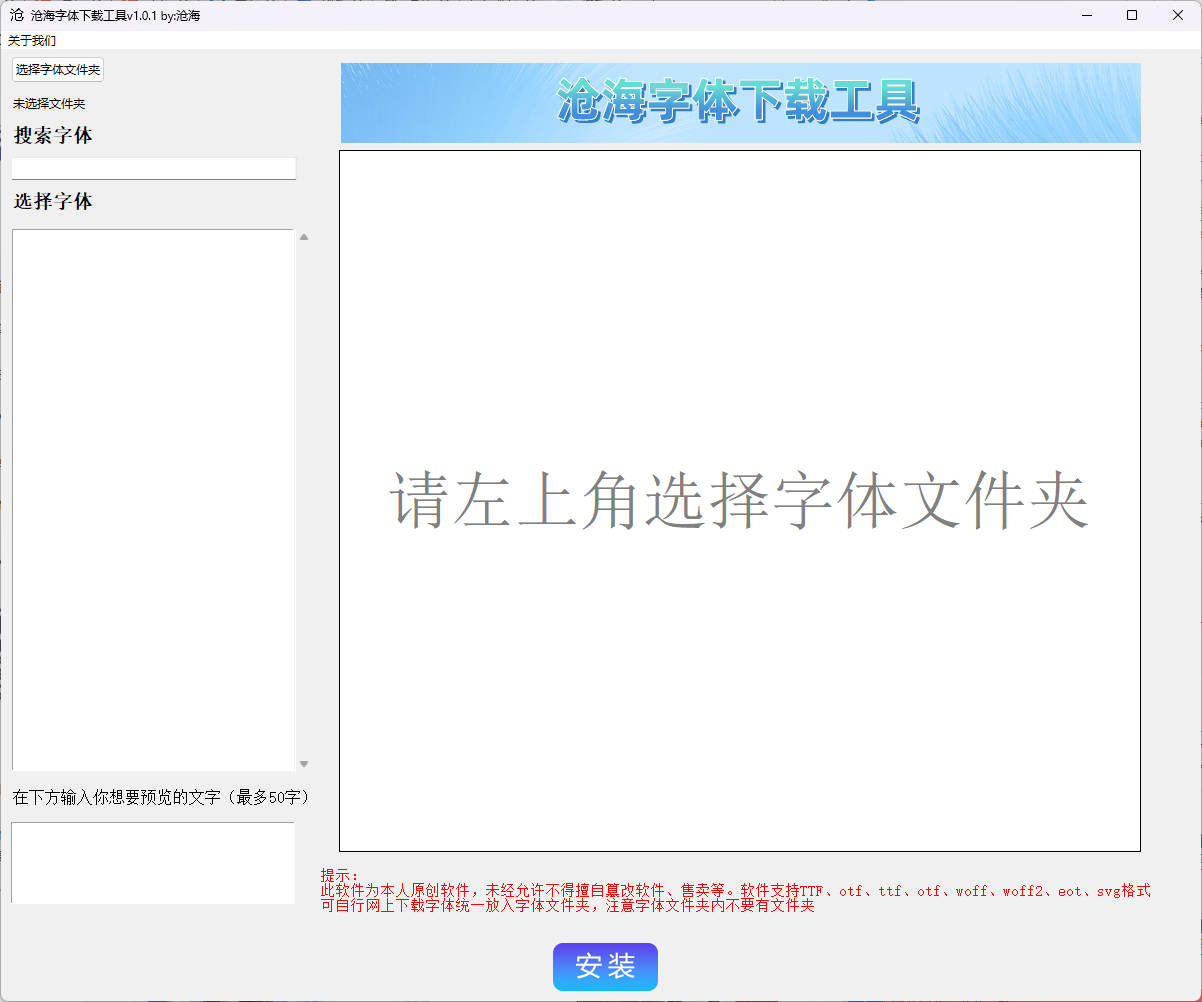 沧 沧海字体下载工具v1.0.1 by:沧海
关于我们
选择字体文件夹
未选择文件夹
搜索字体
选择字体
在下方输入你想要预览的文字（最多50字）
沧海字体下载工具
请左上角选择字体文件夹
提示：
此软件为本人原创软件，未经允许不得擅自篡改软件、售卖等。软件支持TTF、otf、ttf、otf、woff、woff2、eot、svg格式
可自行网上下载字体统一放入字体文件夹，注意字体文件夹内不要有文件夹
安装